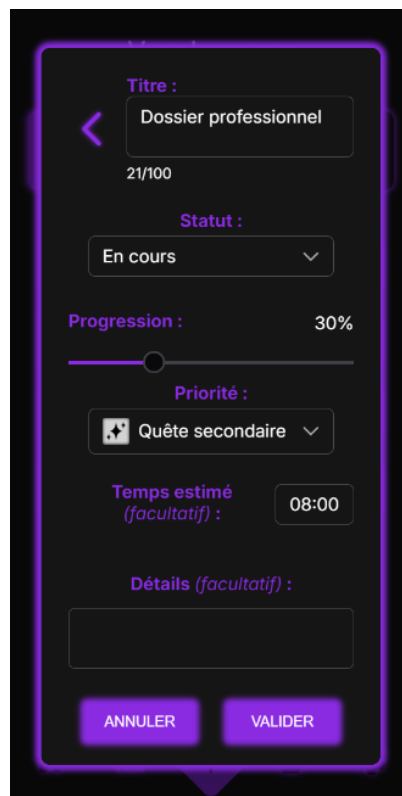 Titre :
Dossier professionnel
21/100
Statut :
En cours
Progression : 30%
Priorité :
Quête secondaire
Temps estimé
(facultatif) :
08:00
Détails (facultatif) :
ANNULER VALIDER